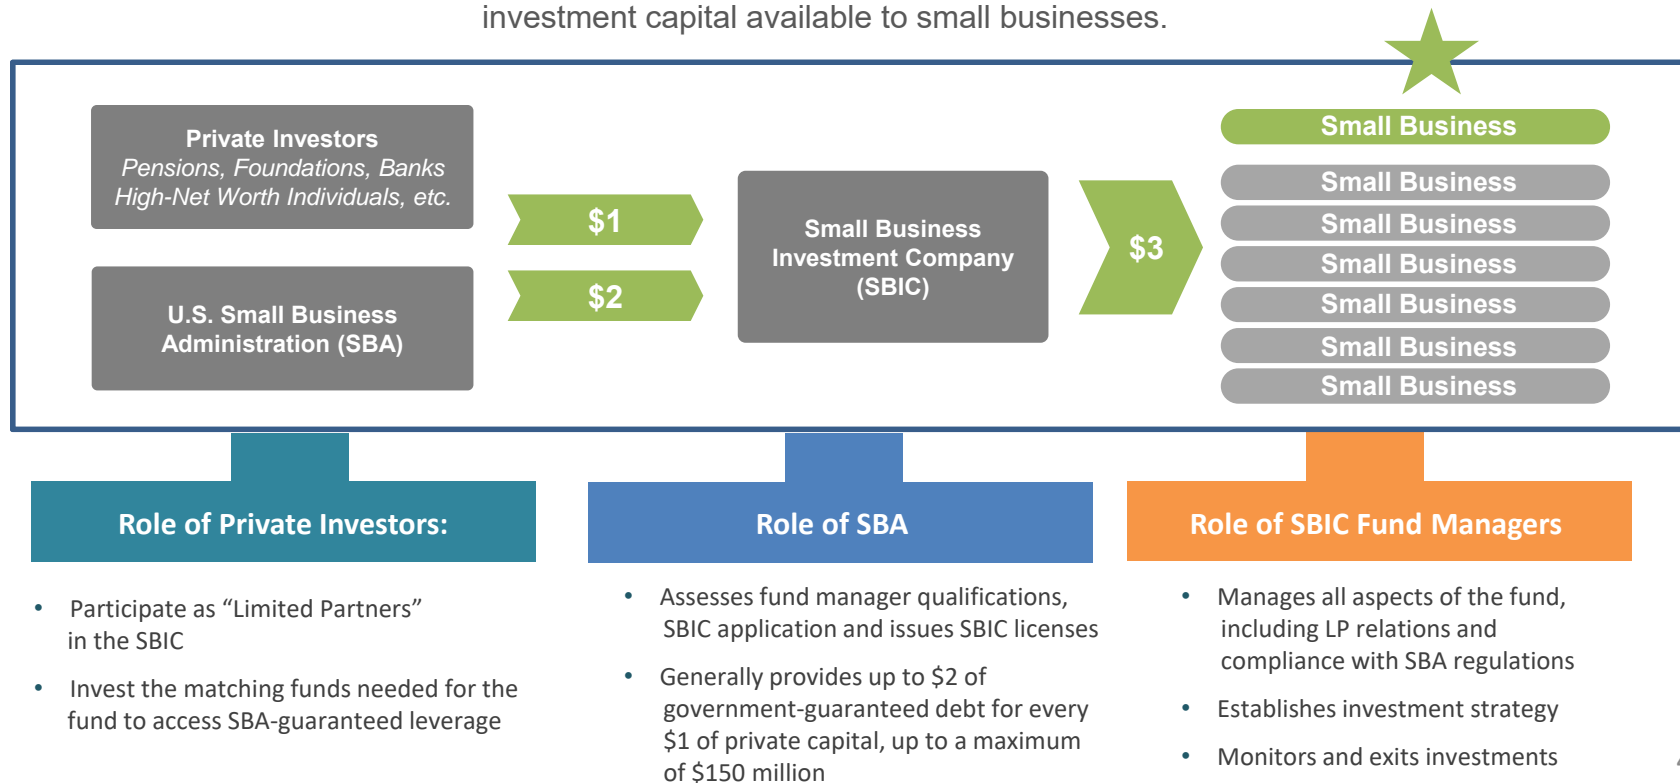 investment capital available to small businesses.
Private Investors
Pensions, Foundations, Banks
High-Net Worth Individuals, etc.
U.S. Small Business
Administration (SBA)
$1
$2
Small Business
Investment Company
(SBIC)
$3
Small Business
Small Business
Small Business
Small Business
Small Business
Small Business
Small Business
Role of Private Investors:
• Participate as “Limited Partners”
in the SBIC
• Invest the matching funds needed for the
fund to access SBA-guaranteed leverage
Role of SBA
• Assesses fund manager qualifications,
SBIC application and issues SBIC licenses
• Generally provides up to $2 of
government-guaranteed debt for every
$1 of private capital, up to a maximum
of $150 million
Role of SBIC Fund Managers
• Manages all aspects of the fund,
including LP relations and
compliance with SBA regulations
• Establishes investment strategy
• Monitors and exits investments